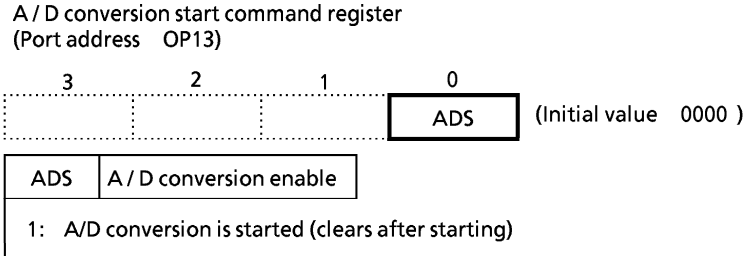 A / D conversion start command register
(Port address OP13)
3 2 1 0
ADS (Initial value 0000 )
ADS A / D conversion enable
1: A/D conversion is started (clears after starting)